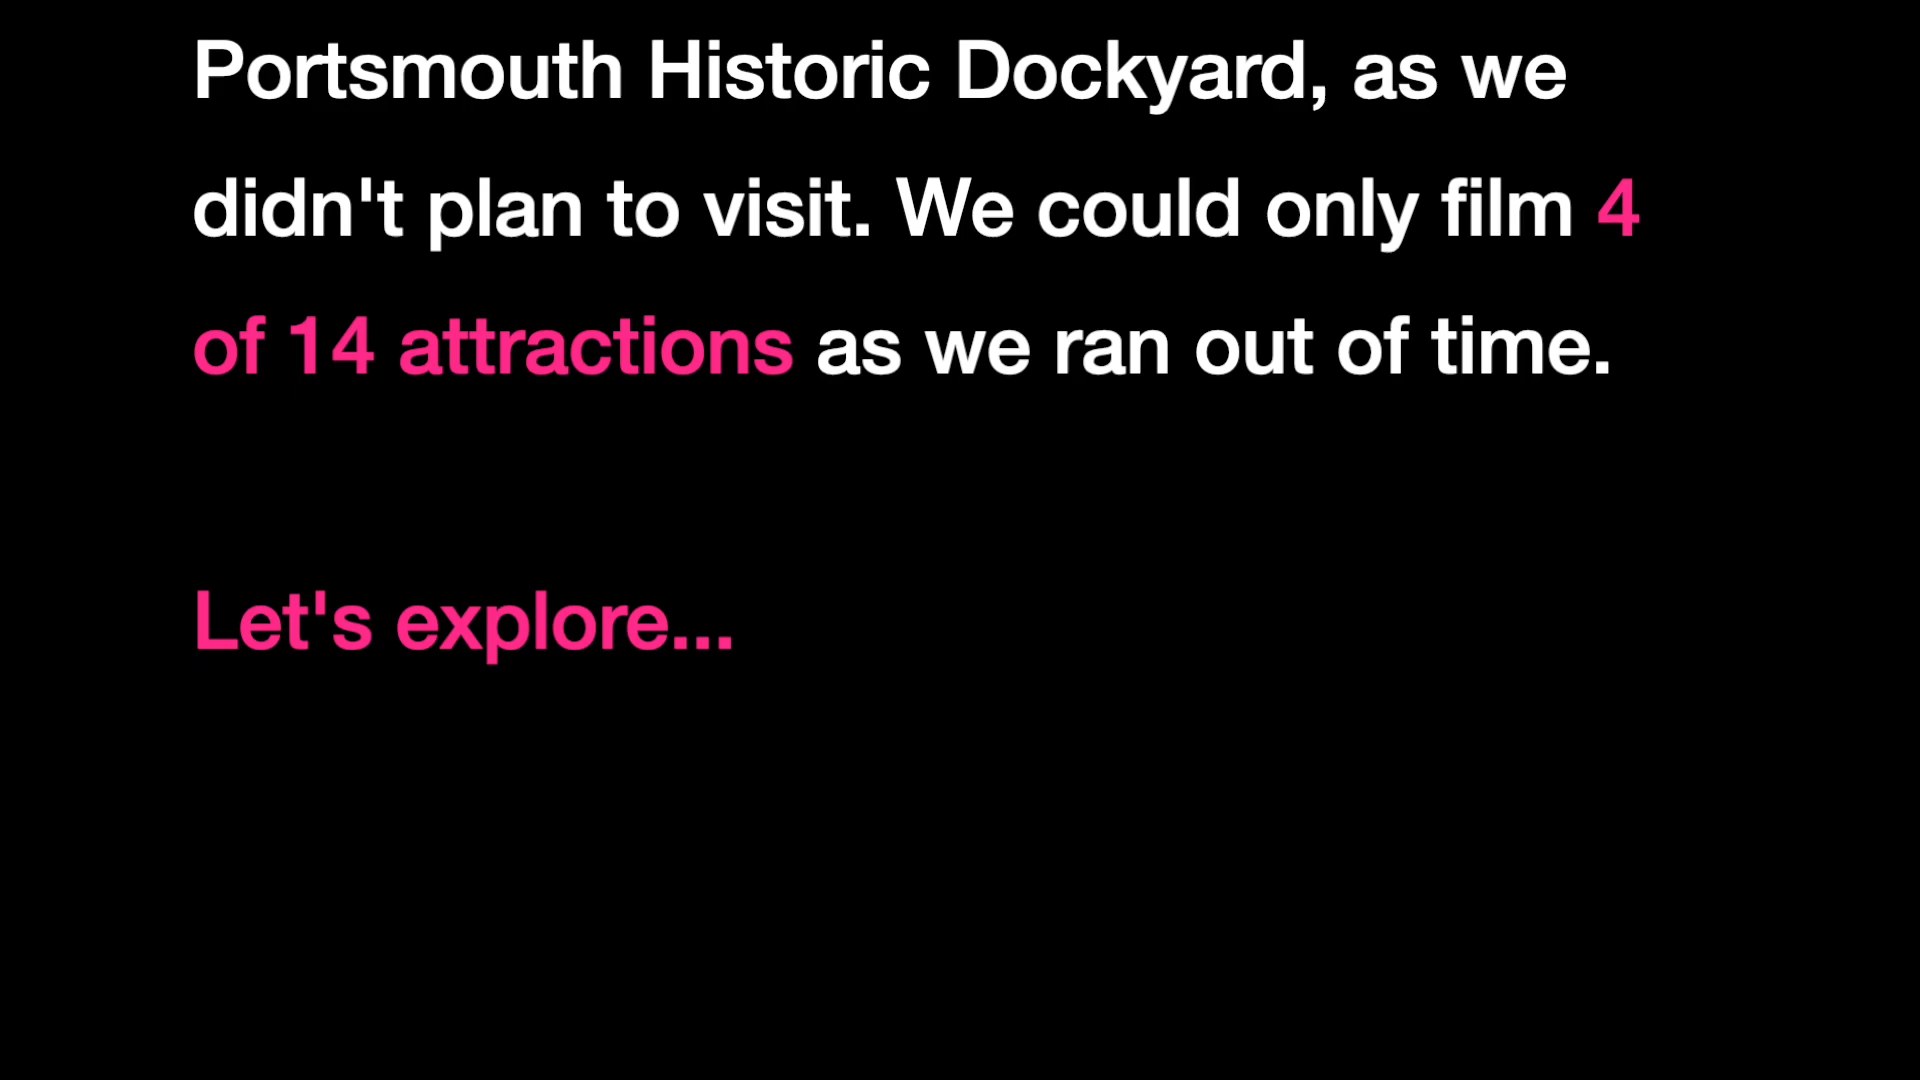 Portsmouth Historic Dockyard, as we
didn't plan to visit. We could only film 4
of 14 attractions as we ran out of time.
Let's explore...